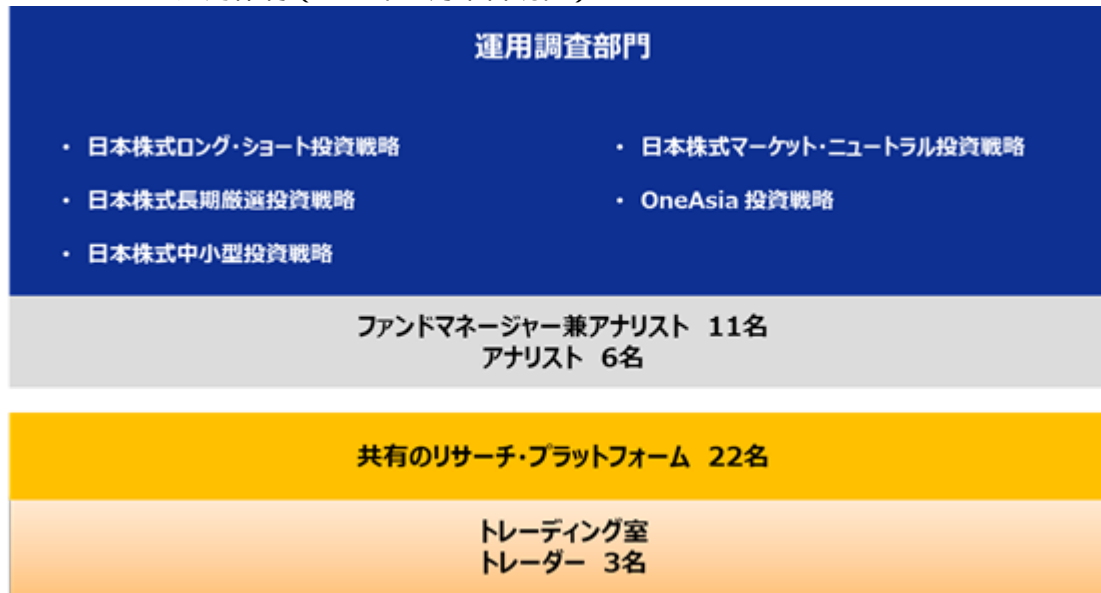 運用調査部門
・ 日本株式ロング・ショート投資戦略
・ 日本株式マーケット・ニュートラル投資戦略
・ 日本株式長期厳選投資戦略
・ OneAsia 投資戦略
・ 日本株式中小型投資戦略
ファンドマネージャー兼アナリスト 11名
アナリスト 6名
共有のリサーチ・プラットフォーム 22名
トレーディング室
トレーダー 3名